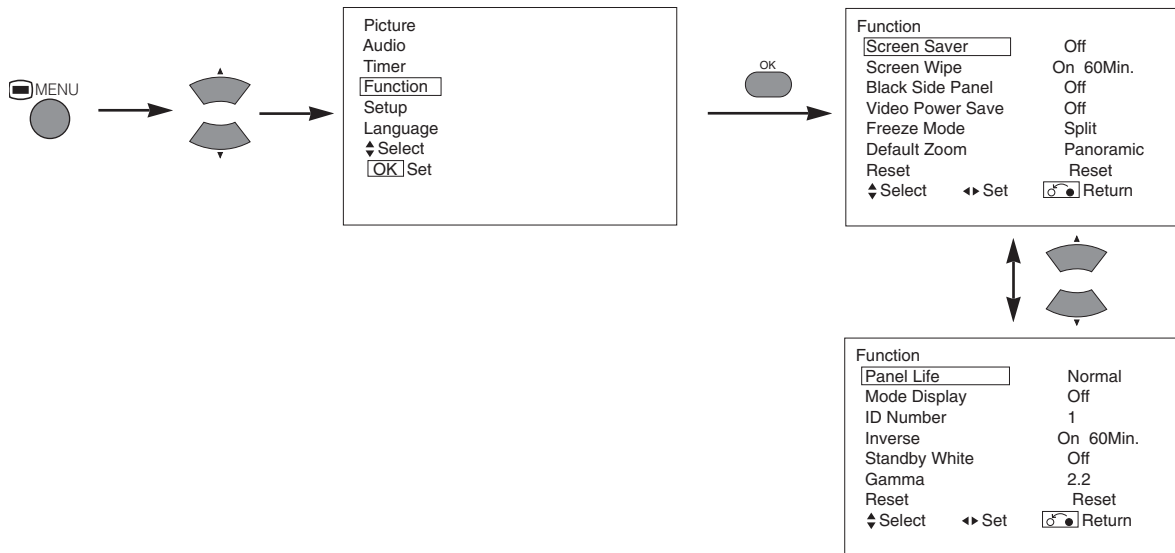 MENU
Picture
Audio
Timer
Function
Setup
Language
Select
OK Set
OK
Function
Screen Saver Off
Screen Wipe On 60Min.
Black Side Panel Off
Video Power Save Off
Freeze Mode Split
Default Zoom Panoramic
Reset Reset
Select Set Return
Function
Panel Life Normal
Mode Display Off
ID Number 1
Inverse On 60Min.
Standby White Off
Gamma 2.2
Reset Reset
Select Set Return